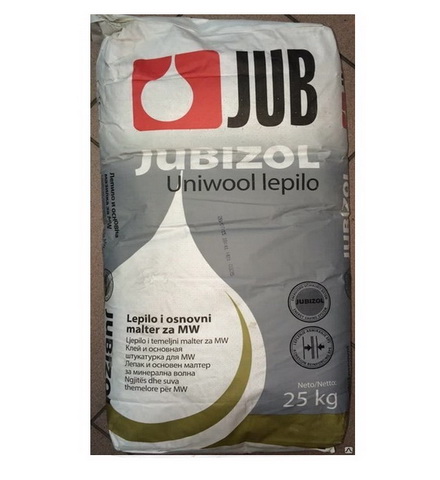 JUB
JUBIZOL
Uniwool lepilo
Lepilo i osnovni
malter za MW
Ljepilo i temeljni malter za MW
Клей и основная
штукатурка для MW
Лепак и основен малтер
за минерална волна
Ngjitës dhe suva
themelore për MW
JUBIZOL
Neto/Netto:
25 kg
JUBIZOL
JUBIZOL